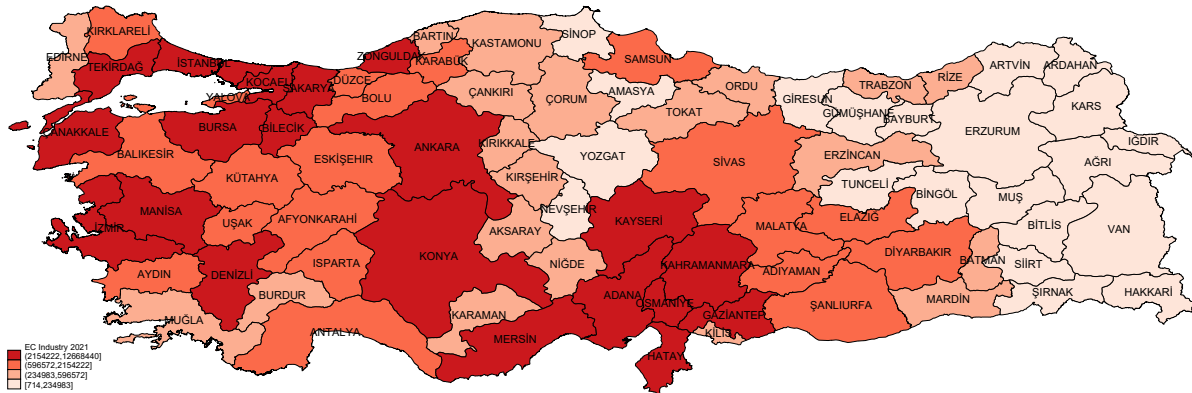 KIRKLARELİ
EDİRNE
TEKİRDAĞ
İSTANBUL
KOCAELİ
YALOVA
SAKARYA
DÜZCE
ZONGULDAK
BARTIN
KARABÜK
KASTAMONU
SİNOP
SAMSUN
BOLU
ÇANKIRI
ÇORUM
AMASYA
ORDU
TOKAT
GİRESUN
TRABZON
RİZE
ARTVİN
ARDAHAN
GÜMÜŞHANE
BAYBURT
KARS
ERZURUM
IĞDIR
AĞRI
ÇANAKKALE
BURSA
BİLECİK
BALIKESİR
ESKİŞEHİR
ANKARA
KIRIKKALE
YOZGAT
SİVAS
ERZİNCAN
TUNCELİ
BİNGÖL
MUŞ
BİTLİS
VAN
KÜTAHYA
KIRŞEHİR
NEVŞEHİR
KAYSERİ
MALATYA
ELAZIĞ
MANİSA
İZMİR
UŞAK
AFYONKARAHİ
AKSARAY
KONYA
ISPARTA
NİĞDE
KAHRAMANMARA
ADIYAMAN
DİYARBAKIR
BATMAN
SİİRT
ŞIRNAK
HAKKARİ
AYDIN
DENİZLİ
BURDUR
MUĞLA
ANTALYA
KARAMAN
MERSİN
ADANA
OSMANİYE
GAZİANTEP
KİLİS
HATAY
ŞANLIURFA
MARDİN
EC Industry 2021
(2154222,12668440]
(596572,2154222]
(234983,596572]
[714,234983]